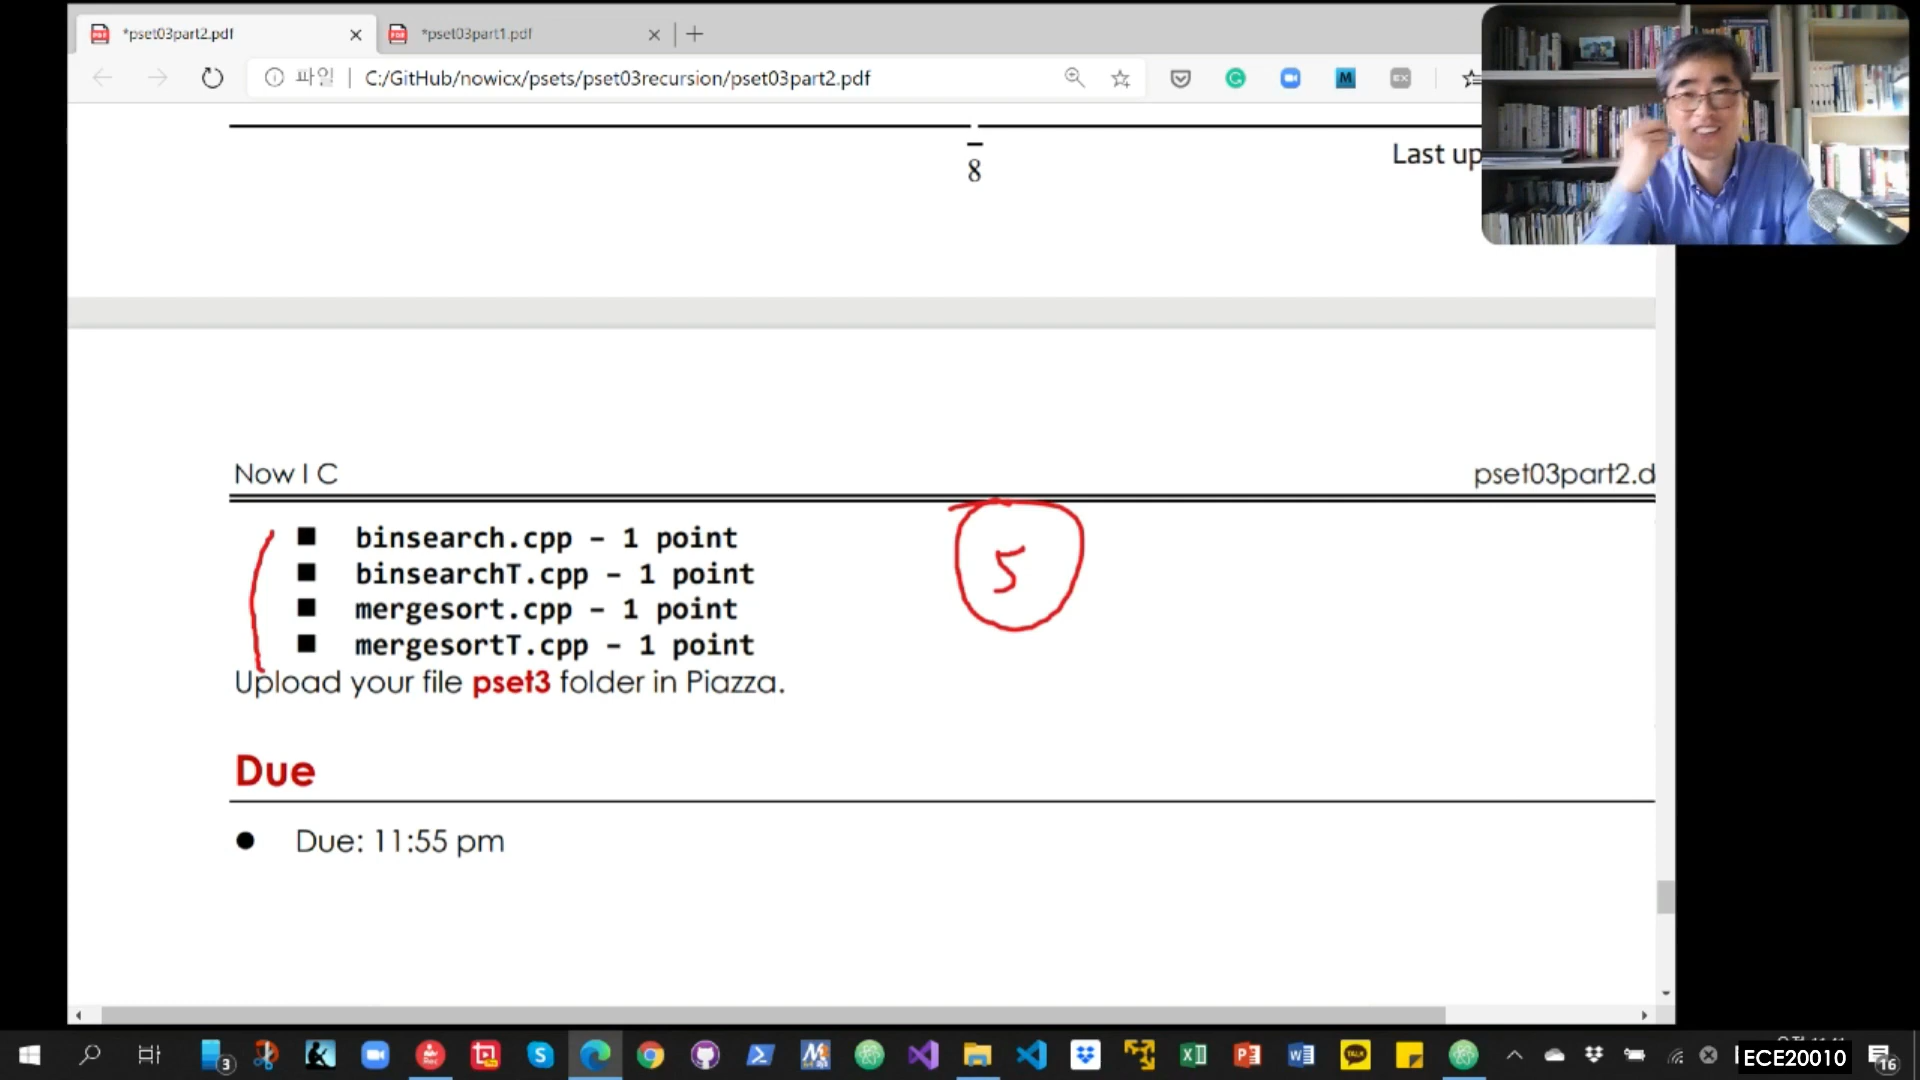 *pset03part2.pdf
*pset03part1.pdf
파일 | C:/GitHub/nowicx/psets/pset03recursion/pset03part2.pdf
8
Last up
Now I C
pset03part2.d
■ binsearch.cpp – 1 point
■ binsearchT.cpp – 1 point
■ mergesort.cpp – 1 point
■ mergesortT.cpp – 1 point
5
Upload your file pset3 folder in Piazza.
Due
● Due: 11:55 pm
ECE20010
3
16